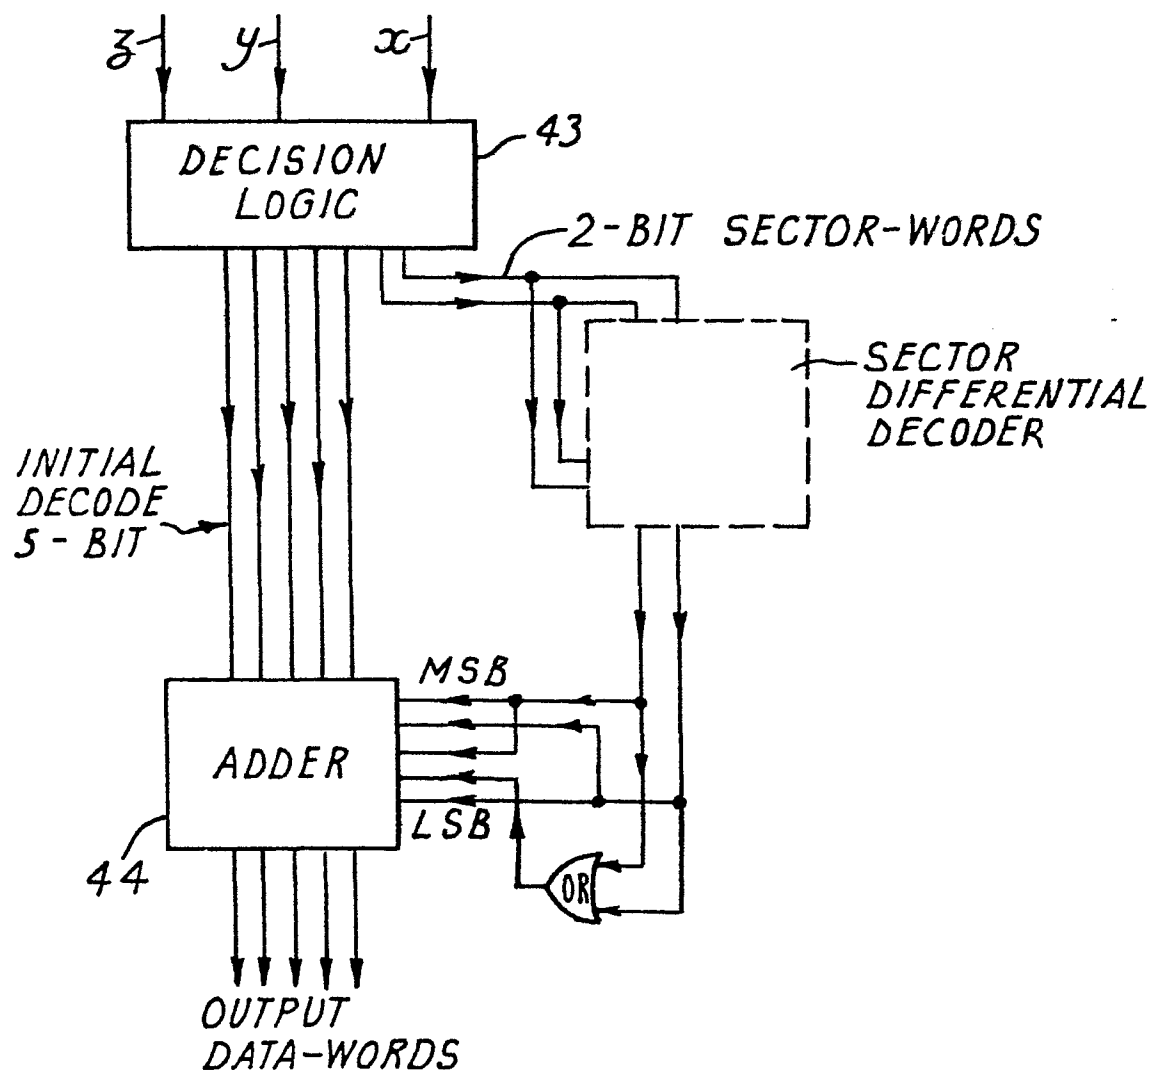 z y x
43
DECISION
LOGIC
2-BIT SECTOR-WORDS
SECTOR
DIFFERENTIAL
DECODER
INITIAL
DECODE
5-BIT
MSB
ADDER
LSB
44
OR
OUTPUT
DATA-WORDS